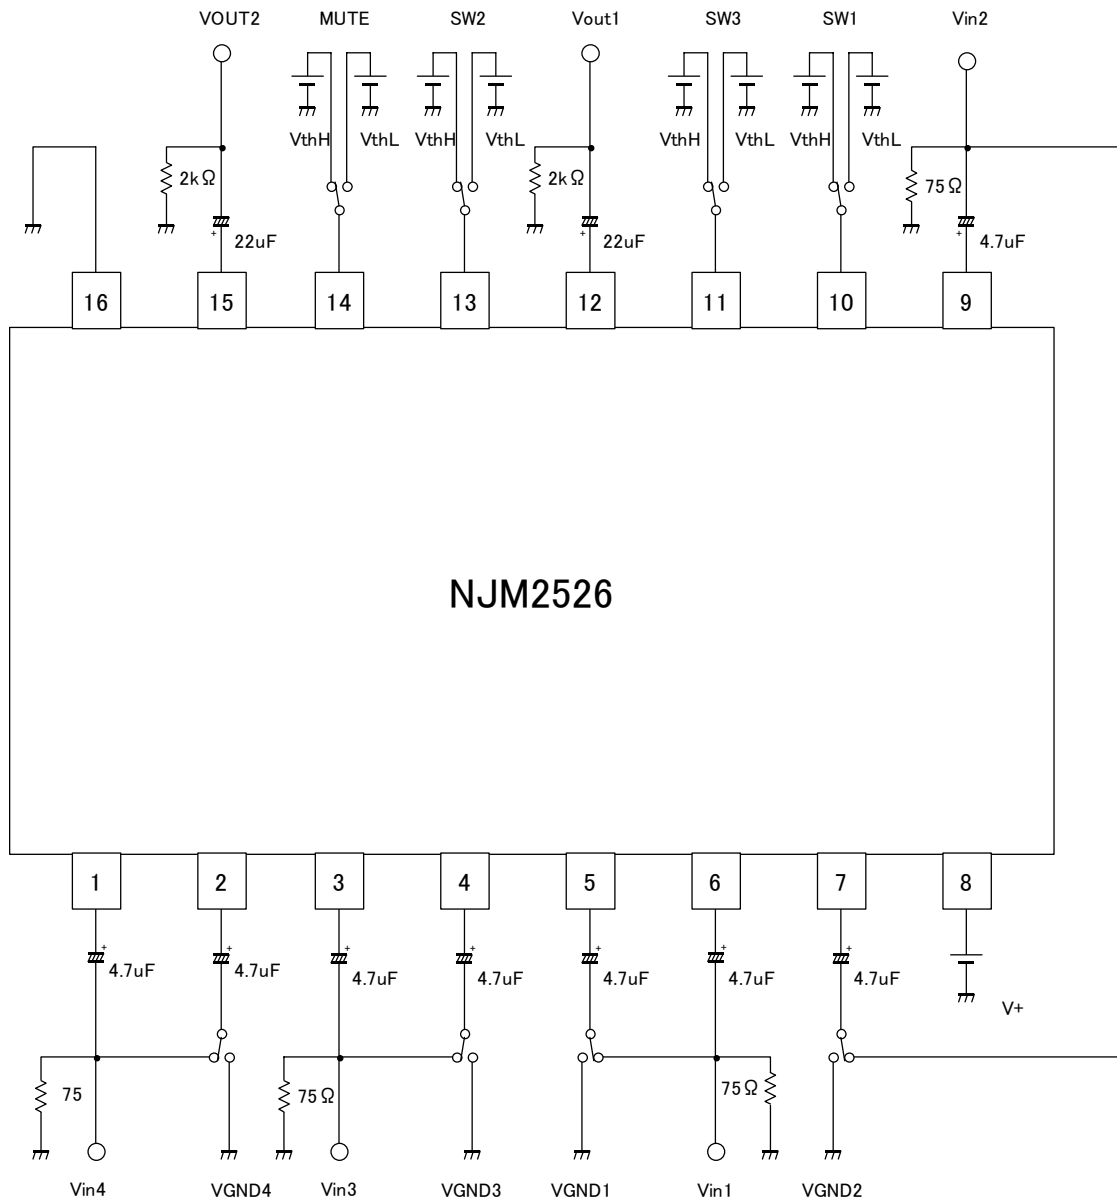 VOUT2 MUTE SW2 Vout1 SW3 SW1 Vin2
VthH VthL VthH VthL VthH VthL VthH VthL
2kΩ 2kΩ 75Ω
+ 22uF + 22uF + 4.7uF
16 15 14 13 12 11 10 9
NJM2526
1 2 3 4 5 6 7 8
+ + + + + + +
4.7uF 4.7uF 4.7uF 4.7uF 4.7uF 4.7uF 4.7uF
V+
75 75Ω 75Ω
Vin4 VGND4 Vin3 VGND3 VGND1 Vin1 VGND2